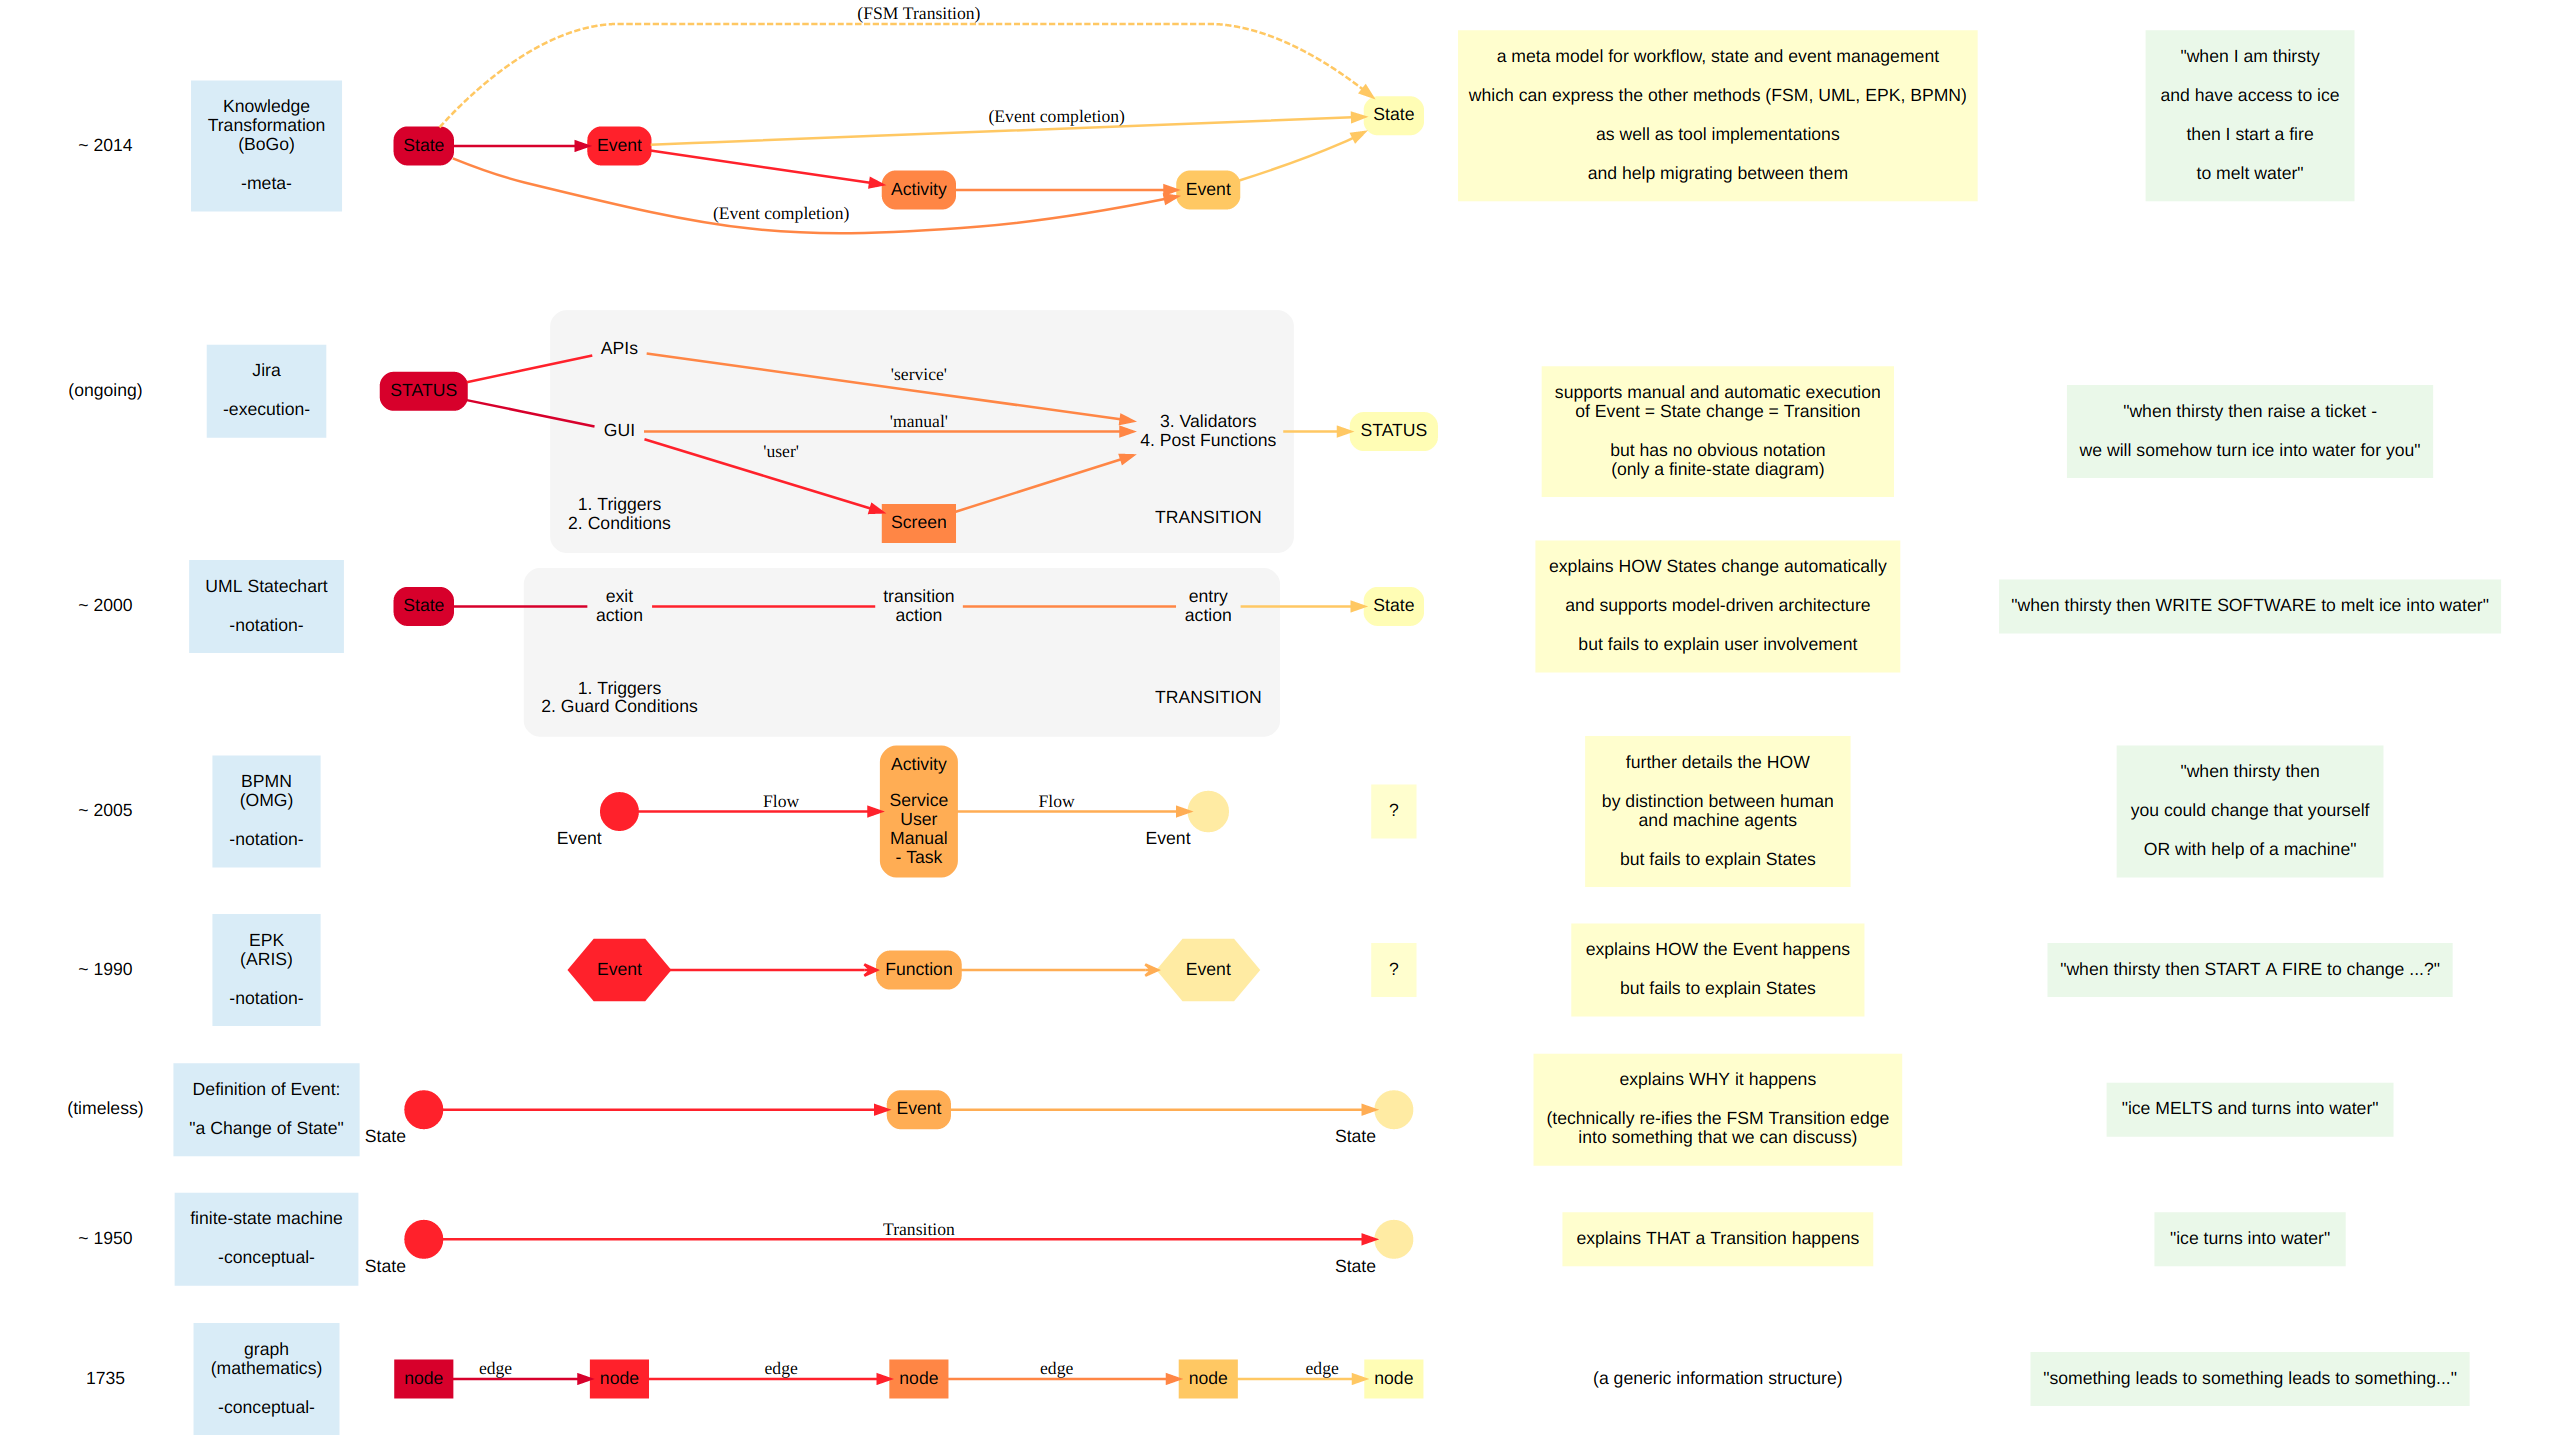 (FSM Transition)
~ 2014
Knowledge
Transformation
(BoGo)
-meta-
State
Event
(Event completion)
Activity
(Event completion)
Event
State
a meta model for workflow, state and event management
which can express the other methods (FSM, UML, EPK, BPMN)
as well as tool implementations
and help migrating between them
"when I am thirsty
and have access to ice
then I start a fire
to melt water"
(ongoing)
Jira
-execution-
STATUS
APIs
GUI
'service'
'manual'
'user'
1. Triggers
2. Conditions
Screen
3. Validators
4. Post Functions
TRANSITION
STATUS
supports manual and automatic execution
of Event = State change = Transition
but has no obvious notation
(only a finite-state diagram)
"when thirsty then raise a ticket -
we will somehow turn ice into water for you"
~ 2000
UML Statechart
-notation-
State
exit
action
transition
action
entry
action
1. Triggers
2. Guard Conditions
TRANSITION
State
explains HOW States change automatically
and supports model-driven architecture
but fails to explain user involvement
"when thirsty then WRITE SOFTWARE to melt ice into water"
~ 2005
BPMN
(OMG)
-notation-
Event
Flow
Activity
Service
User
Manual
- Task
Flow
Event
?
further details the HOW
by distinction between human
and machine agents
but fails to explain States
"when thirsty then
you could change that yourself
OR with help of a machine"
~ 1990
EPK
(ARIS)
-notation-
Event
Function
Event
?
explains HOW the Event happens
but fails to explain States
"when thirsty then START A FIRE to change ...?"
(timeless)
Definition of Event:
"a Change of State"
State
Event
State
explains WHY it happens
(technically re-ifies the FSM Transition edge
into something that we can discuss)
"ice MELTS and turns into water"
~ 1950
finite-state machine
-conceptual-
State
Transition
State
explains THAT a Transition happens
"ice turns into water"
1735
graph
(mathematics)
-conceptual-
node
edge
node
edge
node
edge
node
edge
node
(a generic information structure)
"something leads to something leads to something..."